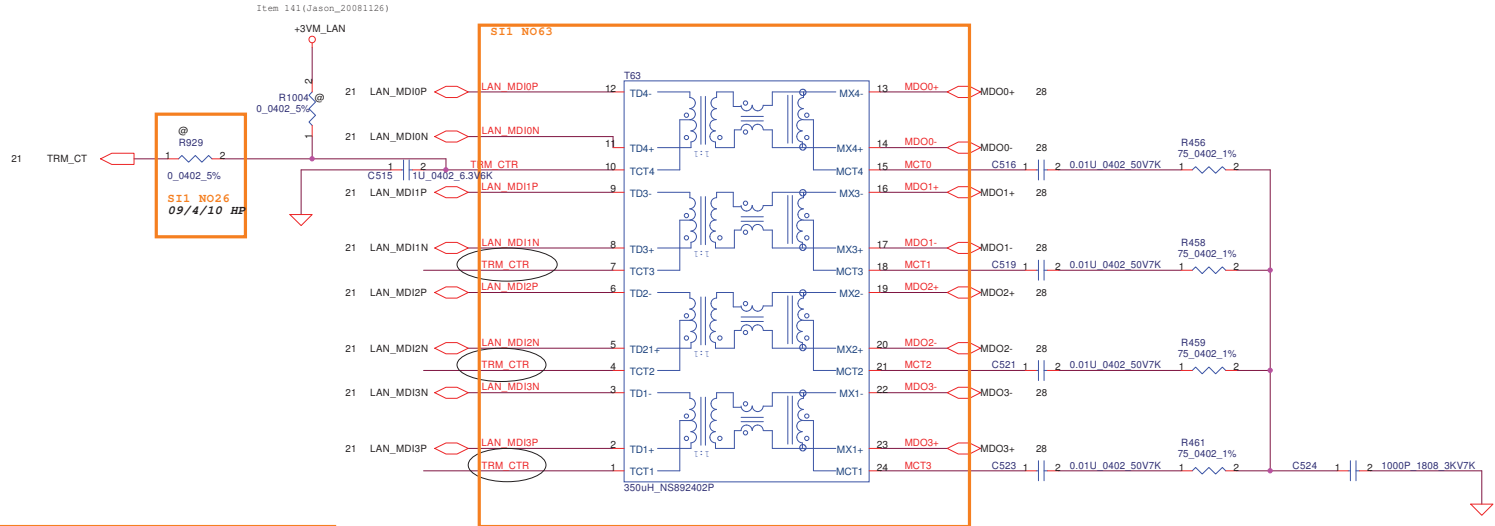 Item 141(Jason_20081126)
+3VM_LAN
SI1 NO63
T63
2
R1004 @
0_0402_5%
1
21 LAN_MDI0P LAN_MDI0P 12 TD4- MX4- 13 MDO0+ MDO0+ 28
@
R929
21 TRM_CT 1 2
0_0402_5%
SI1 NO26
09/4/10 HP
21 LAN_MDI0N LAN_MDI0N 11 TD4+ MX4+ 14 MDO0- MDO0- 28
1:1
R456
75_0402_1%
C515 1 2 1U_0402_6.3V6K TRM_CTR 10 TCT4 MCT4 15 MCT0 C516 1 2 0.01U_0402_50V7K 1 2
21 LAN_MDI1P LAN_MDI1P 9 TD3- MX3- 16 MDO1+ MDO1+ 28
21 LAN_MDI1N LAN_MDI1N 8 TD3+ MX3+ 17 MDO1- MDO1- 28
1:1
R458
75_0402_1%
TRM_CTR 7 TCT3 MCT3 18 MCT1 C519 1 2 0.01U_0402_50V7K 1 2
21 LAN_MDI2P LAN_MDI2P 6 TD2- MX2- 19 MDO2+ MDO2+ 28
21 LAN_MDI2N LAN_MDI2N 5 TD21+ MX2+ 20 MDO2- MDO2- 28
1:1
R459
75_0402_1%
TRM_CTR 4 TCT2 MCT2 21 MCT2 C521 1 2 0.01U_0402_50V7K 1 2
21 LAN_MDI3N LAN_MDI3N 3 TD1- MX1- 22 MDO3- MDO3- 28
21 LAN_MDI3P LAN_MDI3P 2 TD1+ MX1+ 23 MDO3+ MDO3+ 28
1:1
R461
75_0402_1%
TRM_CTR 1 TCT1 MCT1 24 MCT3 C523 1 2 0.01U_0402_50V7K 1 2 C524 1 2 1000P_1808_3KV7K
350uH_NS892402P